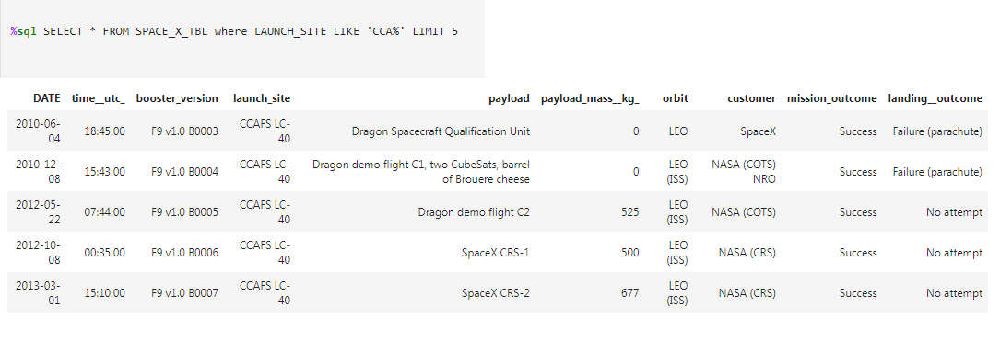 %sql SELECT * FROM SPACE_X_TBL where LAUNCH_SITE LIKE 'CCA%' LIMIT 5
DATE time__utc_ booster_version launch_site payload payload_mass__kg_ orbit customer mission_outcome landing__outcome
2010-06-04 18:45:00 F9 v1.0 B0003 CCAFS LC-40 Dragon Spacecraft Qualification Unit 0 LEO SpaceX Success Failure (parachute)
2010-12-08 15:43:00 F9 v1.0 B0004 CCAFS LC-40 Dragon demo flight C1, two CubeSats, barrel of Brouere cheese 0 LEO (ISS) NASA (COTS) NRO Success Failure (parachute)
2012-05-22 07:44:00 F9 v1.0 B0005 CCAFS LC-40 Dragon demo flight C2 525 LEO (ISS) NASA (COTS) Success No attempt
2012-10-08 00:35:00 F9 v1.0 B0006 CCAFS LC-40 SpaceX CRS-1 500 LEO (ISS) NASA (CRS) Success No attempt
2013-03-01 15:10:00 F9 v1.0 B0007 CCAFS LC-40 SpaceX CRS-2 677 LEO (ISS) NASA (CRS) Success No attempt